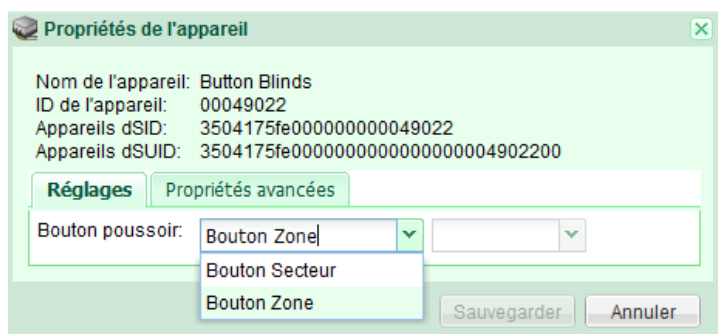 Propriétés de l'appareil
Nom de l'appareil: Button Blinds
ID de l'appareil: 00049022
Appareils dSID: 3504175fe000000000049022
Appareils dSUID: 3504175fe0000000000000000004902200
Réglages Propriétés avancées
Bouton poussoir: Bouton Zone
Bouton Secteur
Bouton Zone
Sauvegarder Annuler